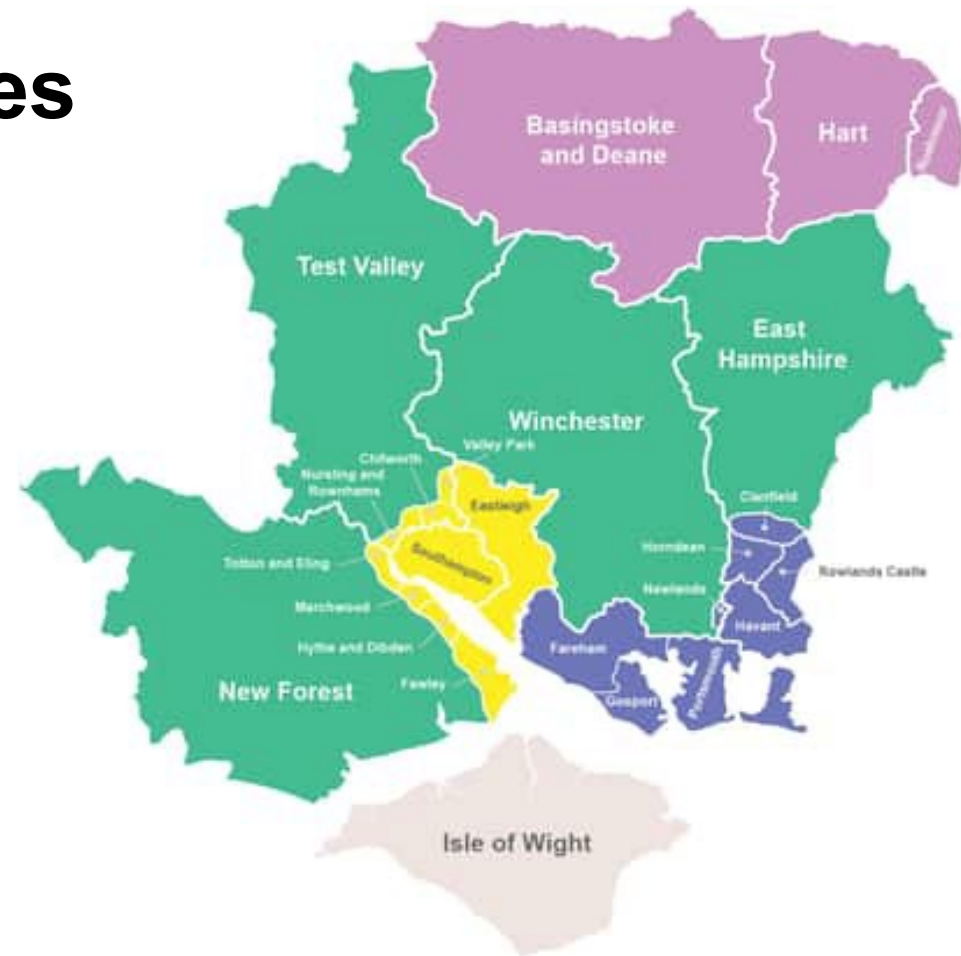 es
Basingstoke
and Deane
Hart
Test Valley
East
Hampshire
Winchester
Valley Park
Chilworth
Nursling and
Rownhams
Eastleigh
Clanfield
Southampton
Horndean
Totton and Eling
Rowlands Castle
Newlands
Marchwood
Havant
Hythe and Dibden
Fareham
Fawley
New Forest
Gosport
Portsmouth
Isle of Wight